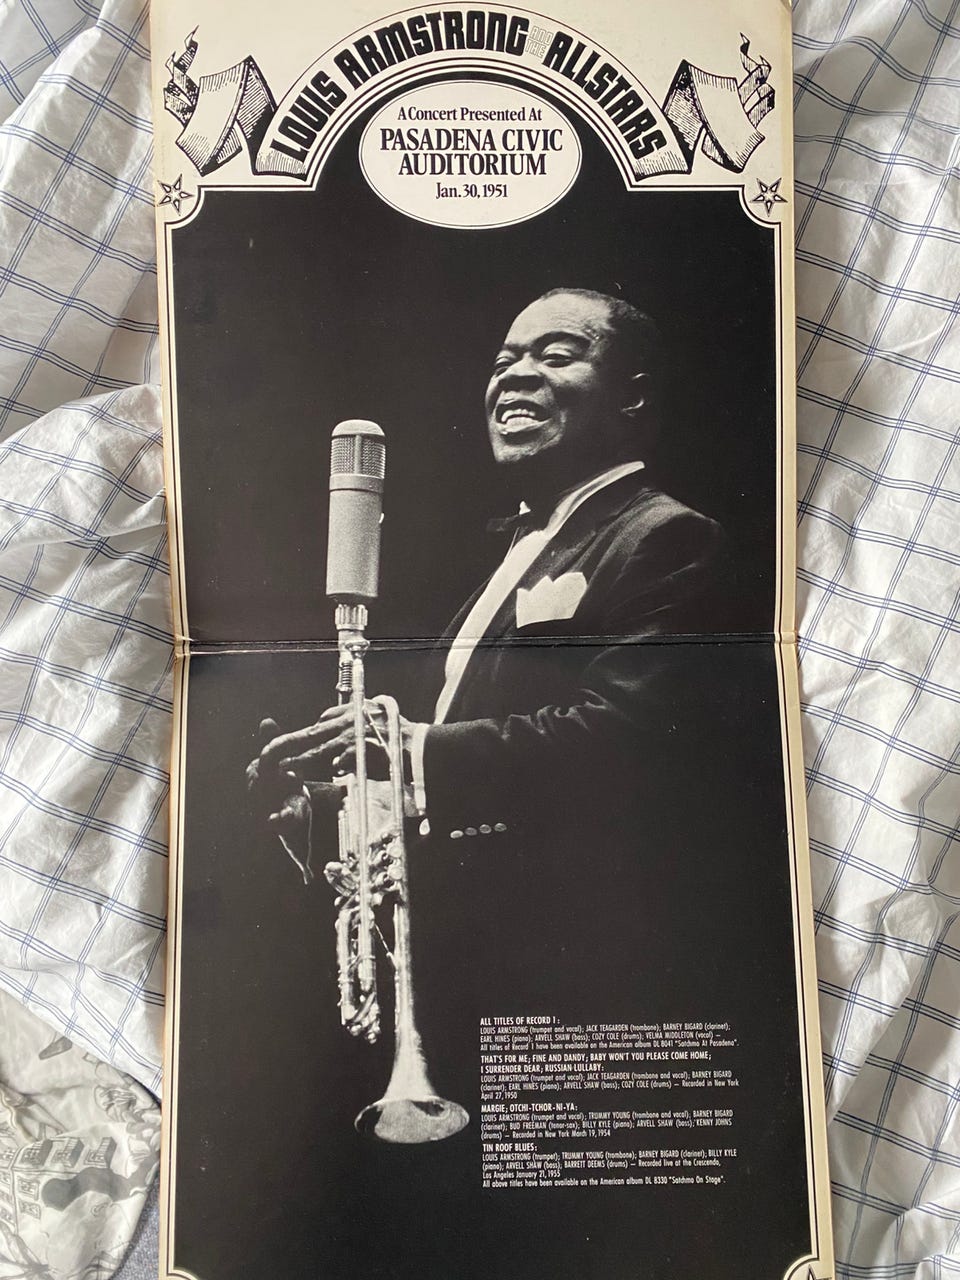 LOUIS ARMSTRONG AND THE ALLSTARS
A Concert Presented At
PASADENA CIVIC
AUDITORIUM
Jan. 30, 1951
ALL TITLES OF RECORD 1:
LOUIS ARMSTRONG (trumpet and vocal); JACK TEAGARDEN (trombone); BARNEY BIGARD (clarinet);
EARL HINES (piano); ARVELL SHAW (bass); COZY COLE (drums); VELMA MIDDLETON (vocal) —
All titles of Record 1 have been available on the American album DL 8041 "Satchmo At Pasadena".
THAT'S FOR ME; FINE AND DANDY; BABY WON'T YOU PLEASE COME HOME;
I SURRENDER DEAR; RUSSIAN LULLABY:
LOUIS ARMSTRONG (trumpet and vocal); JACK TEAGARDEN (trombone and vocal); BARNEY BIGARD
(clarinet); EARL HINES (piano); ARVELL SHAW (bass); COZY COLE (drums) — Recorded in New York
April 27, 1950
MARGIE; OTCHI-TCHOR-NI-YA:
LOUIS ARMSTRONG (trumpet and vocal); TRUMMY YOUNG (trombone and vocal); BARNEY BIGARD
(clarinet); BUD FREEMAN (tenor-sax); BILLY KYLE (piano); ARVELL SHAW (bass); KENNY JOHNS
(drums) — Recorded in New York March 19, 1954
TIN ROOF BLUES:
LOUIS ARMSTRONG (trumpet); TRUMMY YOUNG (trombone); BARNEY BIGARD (clarinet); BILLY KYLE
(piano); ARVELL SHAW (bass); BARRETT DEEMS (drums) — Recorded live at the Crescendo,
Los Angeles January 21, 1955
All above titles have been available on the American album DL 8330 "Satchmo On Stage".